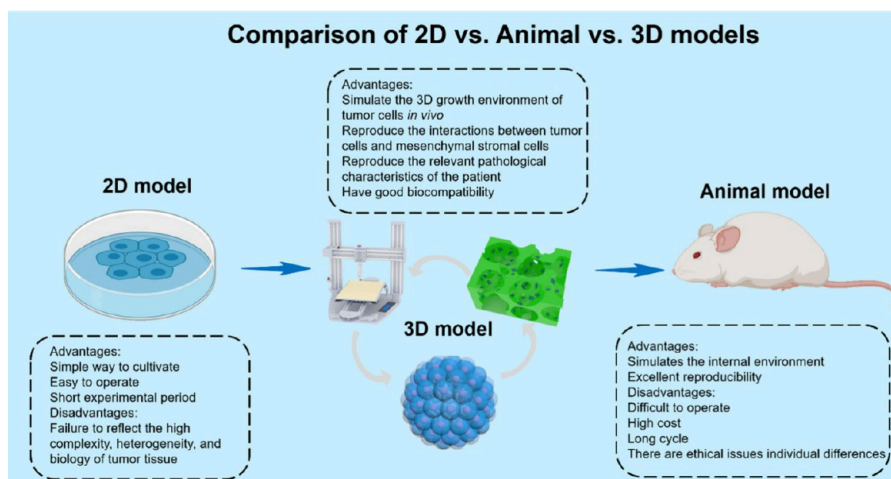 Comparison of 2D vs. Animal vs. 3D models
Advantages:
Simulate the 3D growth environment of
tumor cells in vivo
Reproduce the interactions between tumor
cells and mesenchymal stromal cells
Reproduce the relevant pathological
characteristics of the patient
Have good biocompatibility
2D model
Advantages:
Simple way to cultivate
Easy to operate
Short experimental period
Disadvantages:
Failure to reflect the high
complexity, heterogeneity, and
biology of tumor tissue
3D model
Animal model
Advantages:
Simulates the internal environment
Excellent reproducibility
Disadvantages:
Difficult to operate
High cost
Long cycle
There are ethical issues individual differences